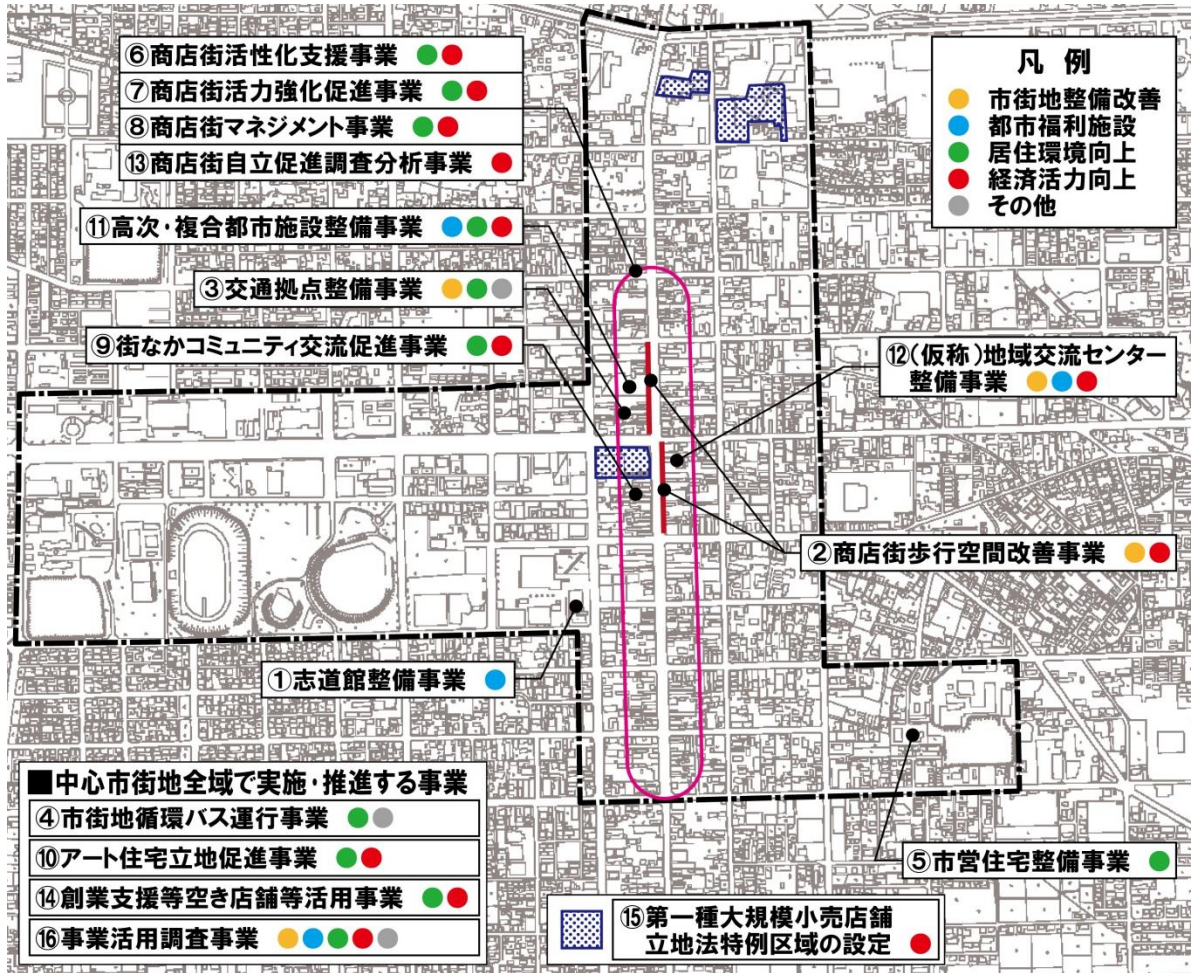 ⑥商店街活性化支援事業
⑦商店街活力強化促進事業
⑧商店街マネジメント事業
⑬商店街自立促進調査分析事業
⑪高次・複合都市施設整備事業
③交通拠点整備事業
⑨街なかコミュニティ交流促進事業
凡 例
市街地整備改善
都市福利施設
居住環境向上
経済活力向上
その他
⑫(仮称)地域交流センター
整備事業
②商店街歩行空間改善事業
①志道館整備事業
⑤市営住宅整備事業
■中心市街地全域で実施・推進する事業
④市街地循環バス運行事業
⑩アート住宅立地促進事業
⑭創業支援等空き店舗等活用事業
⑯事業活用調査事業
⑮第一種大規模小売店舗
立地法特例区域の設定